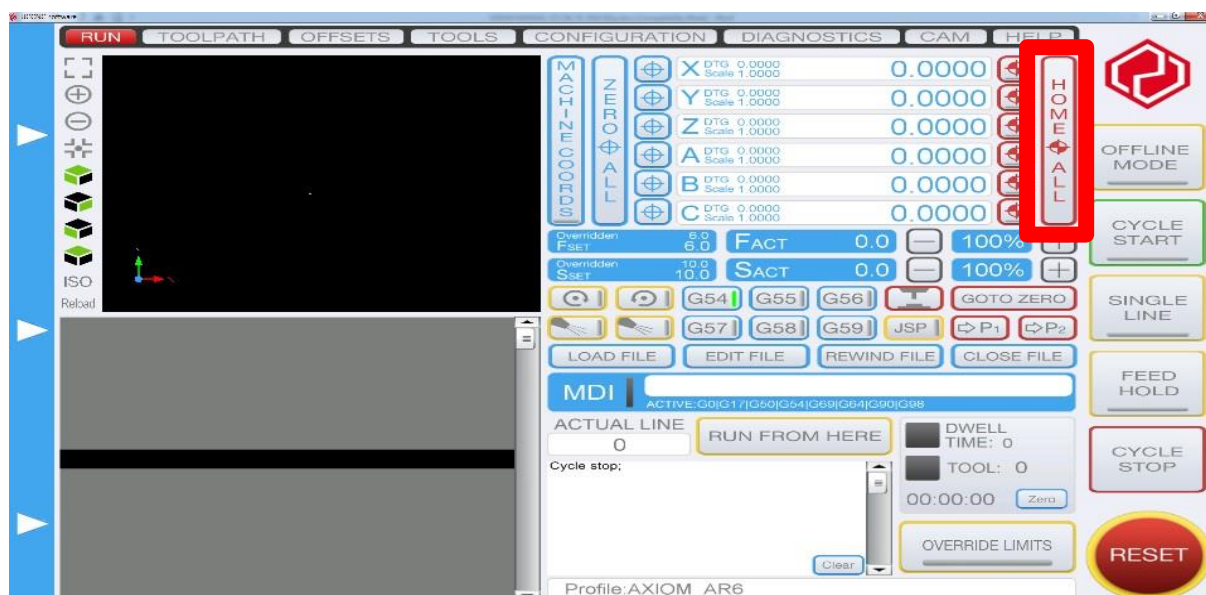 UCCNC software
RUN TOOLPATH OFFSETS TOOLS CONFIGURATION DIAGNOSTICS CAM HELP
MACHINE COORDS
ZERO ALL
X DTG 0.0000 Scale 1.0000 0.0000
Y DTG 0.0000 Scale 1.0000 0.0000
Z DTG 0.0000 Scale 1.0000 0.0000
A DTG 0.0000 Scale 1.0000 0.0000
B DTG 0.0000 Scale 1.0000 0.0000
C DTG 0.0000 Scale 1.0000 0.0000
HOME ALL
Overridden 6.0
FSET 6.0 FACT 0.0 100%
Overridden 10.0
SSET 10.0 SACT 0.0 100%
ISO
Reload
G54 G55 G56 GOTO ZERO
G57 G58 G59 JSP P1 P2
LOAD FILE EDIT FILE REWIND FILE CLOSE FILE
MDI
ACTIVE:G0|G17|G50|G54|G69|G64|G90|G98
ACTUAL LINE
0
RUN FROM HERE
DWELL
TIME: 0
TOOL: 0
00:00:00 Zero
Cycle stop;
Clear
OVERRIDE LIMITS
Profile:AXIOM_AR6
OFFLINE
MODE
CYCLE
START
SINGLE
LINE
FEED
HOLD
CYCLE
STOP
RESET